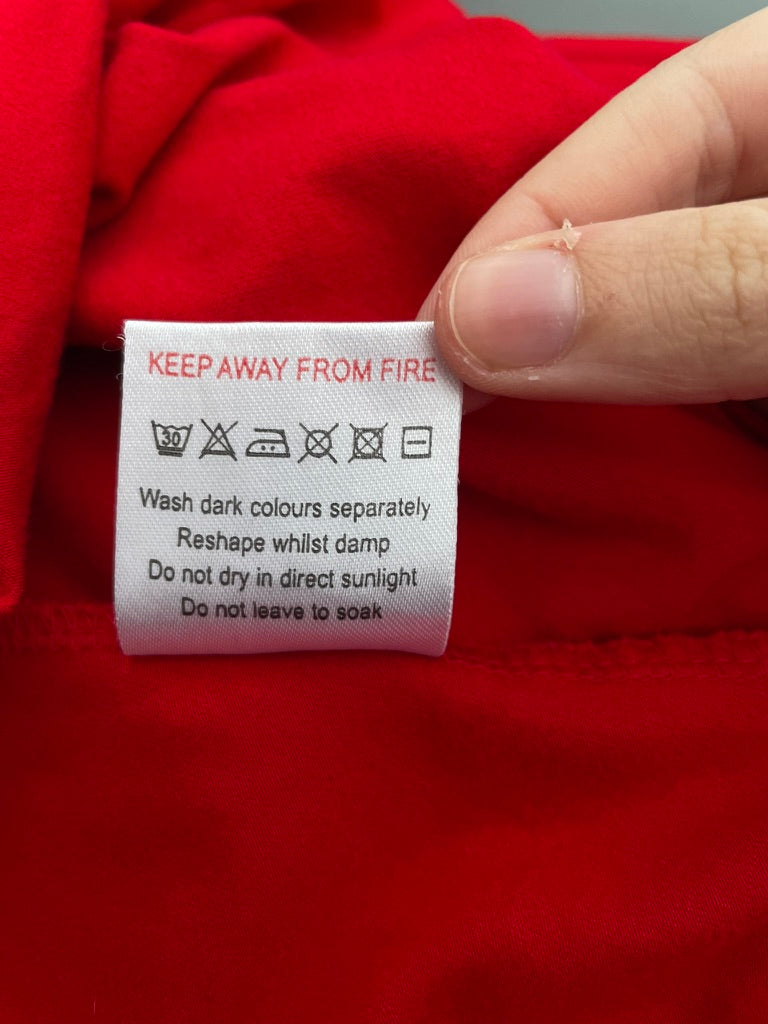 KEEP AWAY FROM FIRE
30
Wash dark colours separately
Reshape whilst damp
Do not dry in direct sunlight
Do not leave to soak